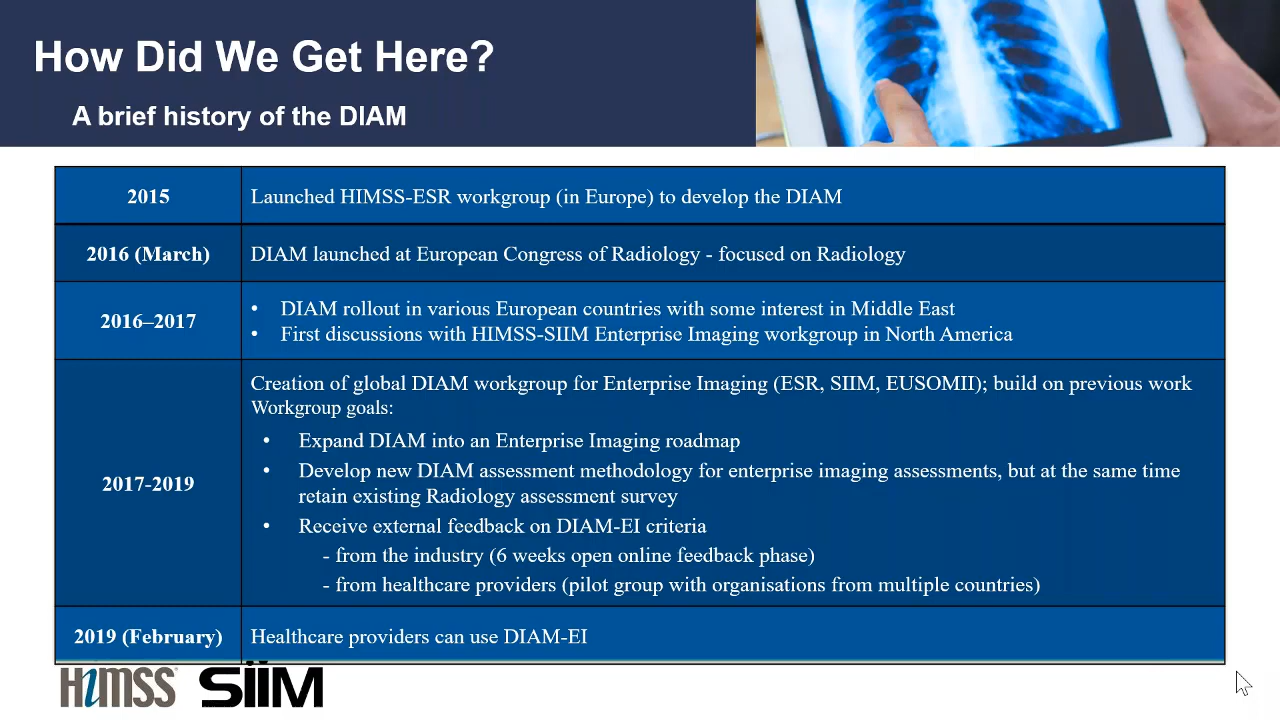 How Did We Get Here?
A brief history of the DIAM
2015
Launched HIMSS-ESR workgroup (in Europe) to develop the DIAM
2016 (March)
DIAM launched at European Congress of Radiology - focused on Radiology
2016–2017
• DIAM rollout in various European countries with some interest in Middle East
• First discussions with HIMSS-SIIM Enterprise Imaging workgroup in North America
2017-2019
Creation of global DIAM workgroup for Enterprise Imaging (ESR, SIIM, EUSOMII); build on previous work
Workgroup goals:
• Expand DIAM into an Enterprise Imaging roadmap
• Develop new DIAM assessment methodology for enterprise imaging assessments, but at the same time
retain existing Radiology assessment survey
• Receive external feedback on DIAM-EI criteria
- from the industry (6 weeks open online feedback phase)
- from healthcare providers (pilot group with organisations from multiple countries)
2019 (February)
Healthcare providers can use DIAM-EI
HiMSS SiiM